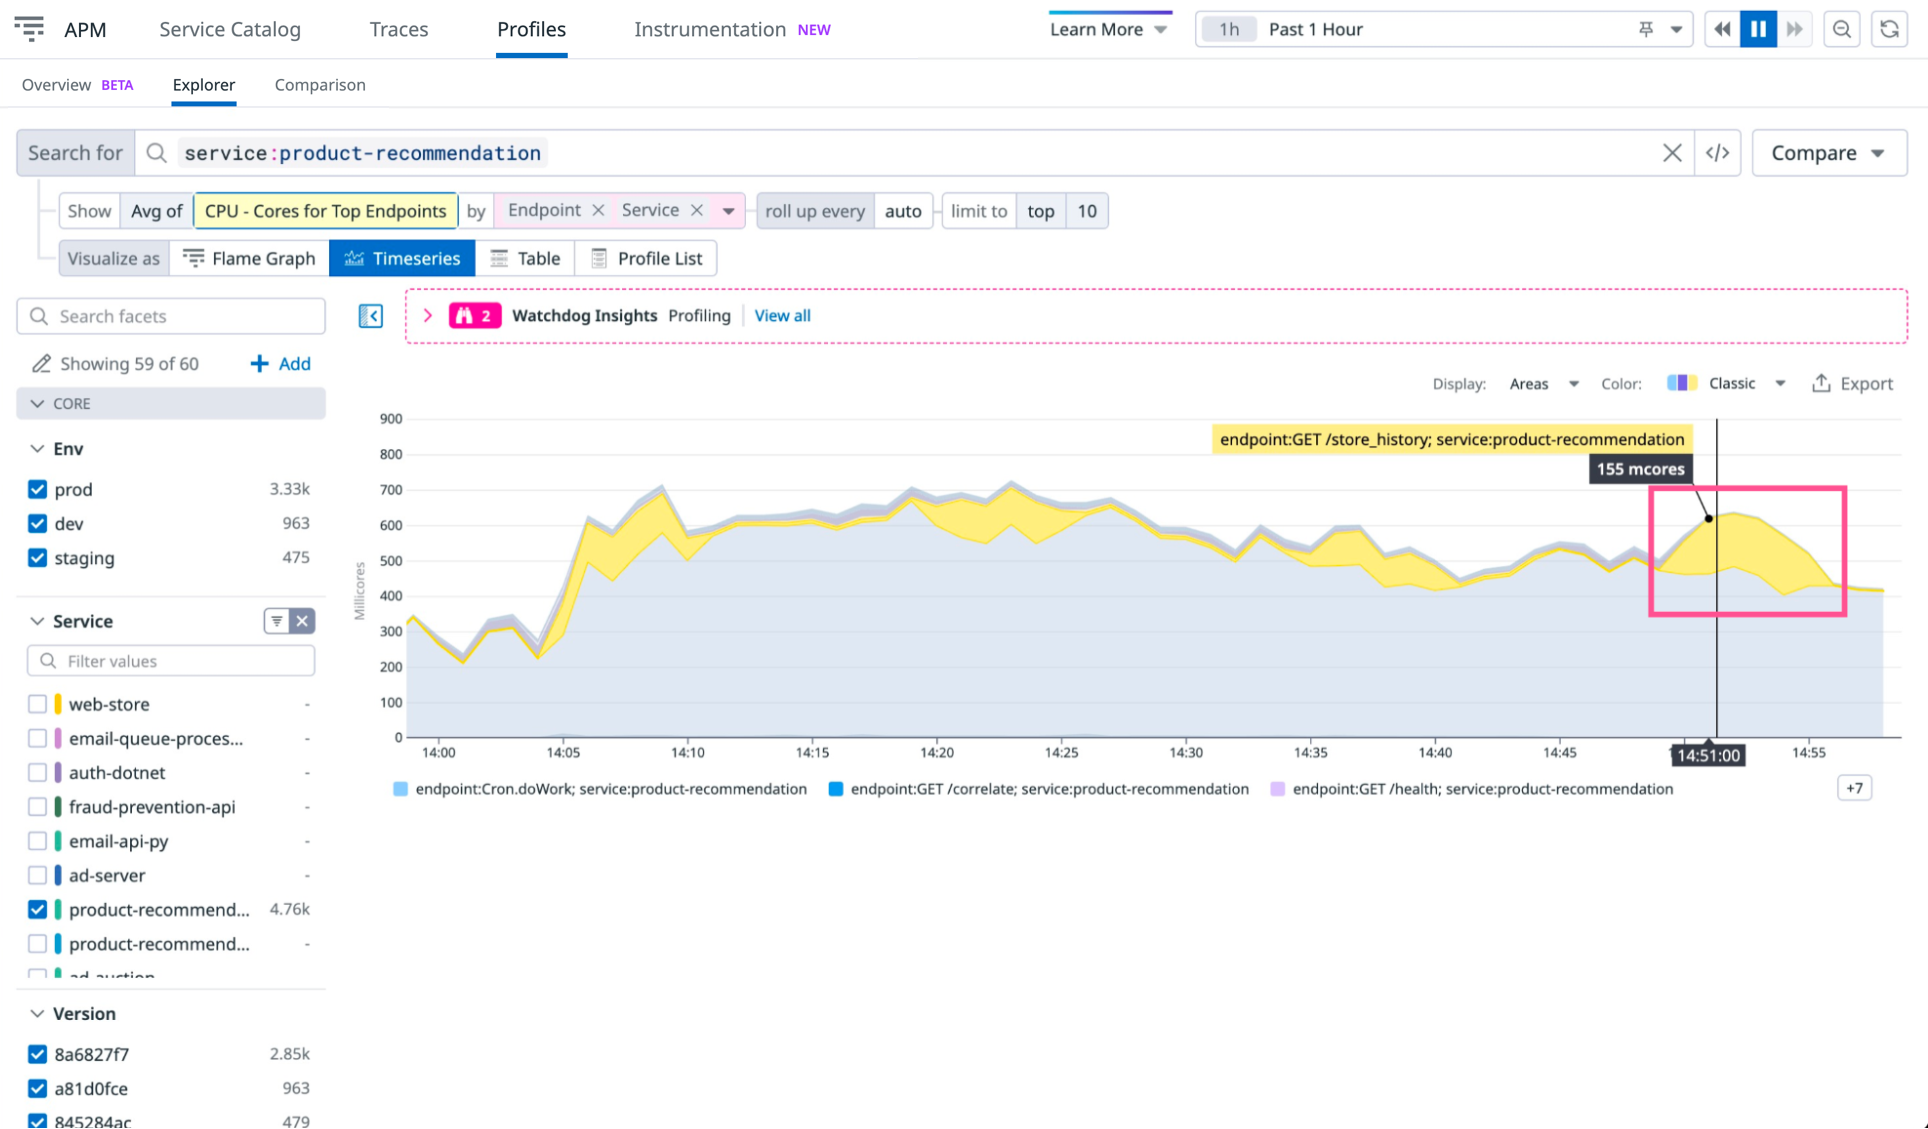 APM Service Catalog Traces Profiles Instrumentation NEW Learn More 1h Past 1 Hour
Overview BETA Explorer Comparison
Search for service:product-recommendation </> Compare
Show Avg of CPU - Cores for Top Endpoints by Endpoint Service roll up every auto limit to top 10
Visualize as Flame Graph Timeseries Table Profile List
Search facets
2 Watchdog Insights Profiling View all
Showing 59 of 60 Add
Display: Areas Color: Classic Export
CORE
Env
prod 3.33k
dev 963
staging 475
Service
Filter values
web-store -
email-queue-proces... -
auth-dotnet -
fraud-prevention-api -
email-api-py -
ad-server -
product-recommend... 4.76k
product-recommend... -
ad-auction
Version
8a6827f7 2.85k
a81d0fce 963
845284ac 479
Millicores
900
800
700
600
500
400
300
200
100
0
endpoint:GET /store_history; service:product-recommendation
155 mcores
14:00 14:05 14:10 14:15 14:20 14:25 14:30 14:35 14:40 14:45 14:51:00 14:55
endpoint:Cron.doWork; service:product-recommendation endpoint:GET /correlate; service:product-recommendation endpoint:GET /health; service:product-recommendation +7